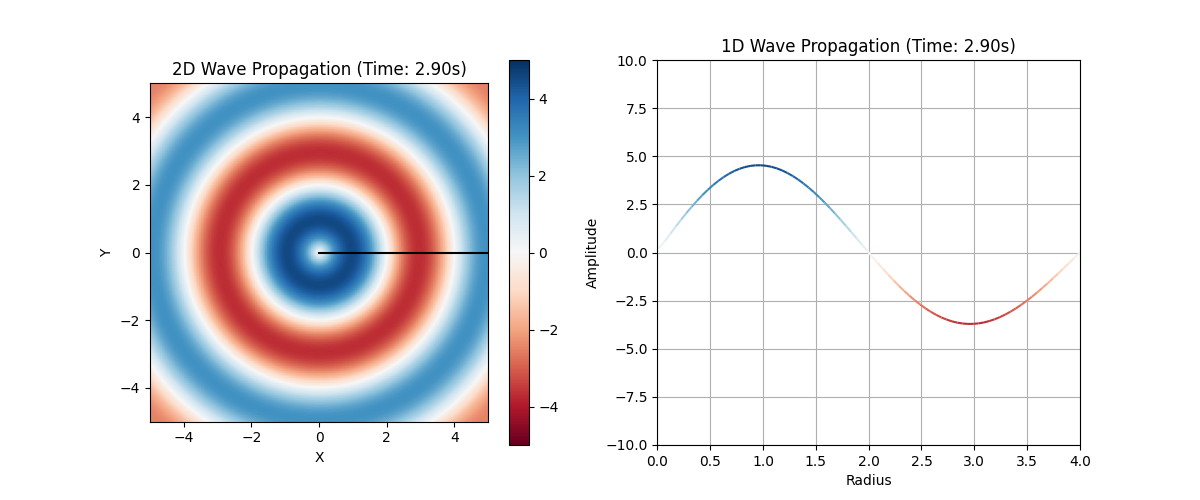 2D Wave Propagation (Time: 2.90s)
4
2
0
−2
−4
Y
−4 −2 0 2 4
X
4
2
0
−2
−4
1D Wave Propagation (Time: 2.90s)
10.0
7.5
5.0
2.5
0.0
−2.5
−5.0
−7.5
−10.0
Amplitude
0.0 0.5 1.0 1.5 2.0 2.5 3.0 3.5 4.0
Radius